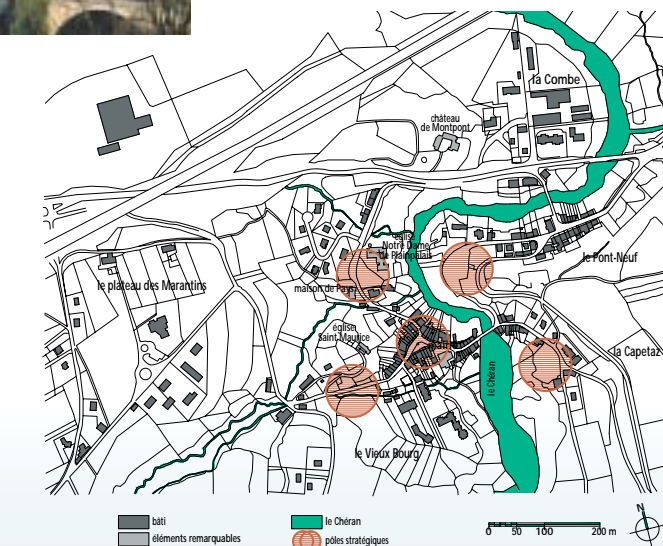 la Combe
château
de Montpont
église
Notre Dame
de Plainpalais
le Pont-Neuf
le plateau des Marantins
maison de Pays
église
Saint-Maurice
la Capetaz
le Chéran
le Vieux Bourg
bâti
le Chéran
éléments remarquables
pôles stratégiques
0 50 100 200 m
N